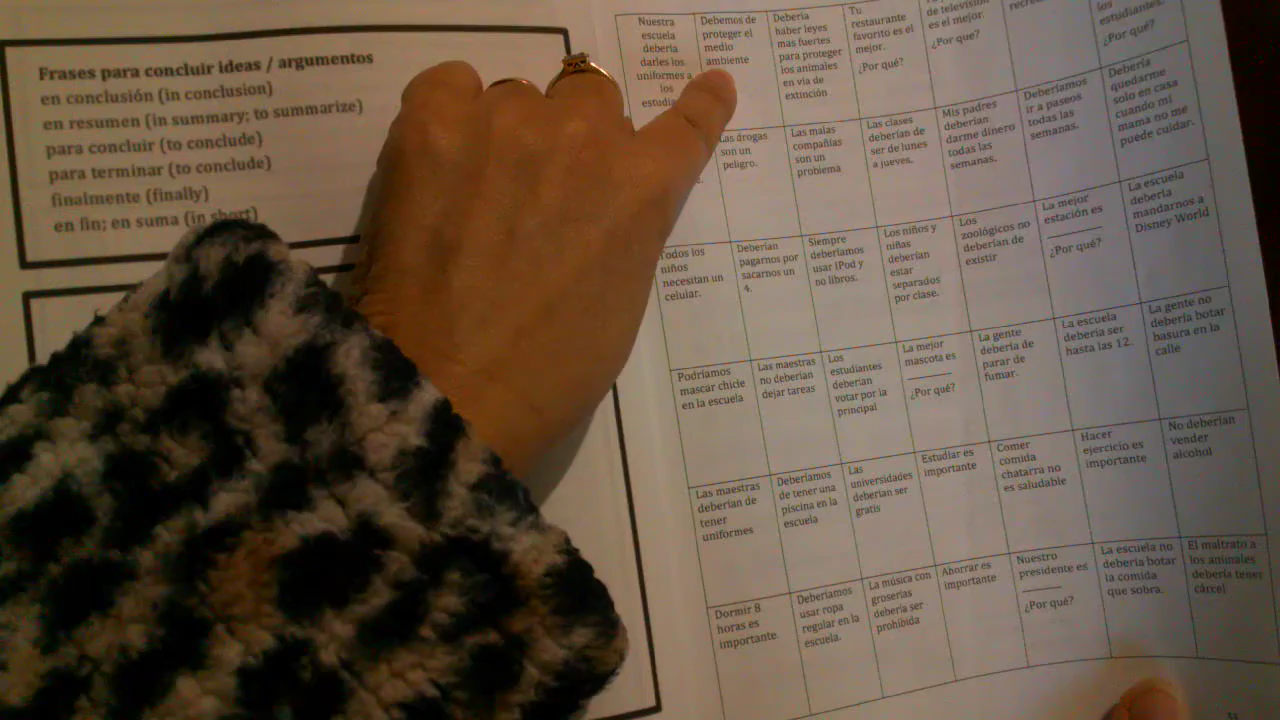 Frases para concluir ideas / argumentos
en conclusión (in conclusion)
en resumen (in summary; to summarize)
para concluir (to conclude)
para terminar (to conclude)
finalmente (finally)
en fin; en suma (in short)
Nuestra
escuela
debería
darles los
uniformes a
los
Debemos de
proteger el
medio
ambiente
Debería
haber leyes
mas fuertes
para proteger
los animales
en vía de
extinción
Tu
restaurante
favorito es el
mejor.
¿Por qué?
de televisión
es el mejor.
¿Por que?
los
estudiantes.
¿Por qué?
Las drogas
son un
peligro.
Las malas
compañías
son un
problema
Las clases
deberían de
ser de lunes
a jueves.
Mis padres
deberían
darme dinero
todas las
semanas.
Deberíamos
ir a paseos
todas las
semanas.
Debería
quedarme
solo en casa
cuando mi
mama no me
puede cuidar.
Todos los
niños
necesitan un
celular.
Deberían
pagarnos por
sacarnos un
4.
Siempre
deberíamos
usar IPod y
no libros.
Los niños y
niñas
deberían
estar
separados
por clase.
Los
zoológicos no
deberían de
existir
La mejor
estación es
________
¿Por qué?
La escuela
debería
mandarnos a
Disney World
Podríamos
mascar chicle
en la escuela
Las maestras
no deberían
dejar tareas
Los
estudiantes
deberían
votar por la
principal
La mejor
mascota es
________
¿Por qué?
La gente
debería de
parar de
fumar.
La escuela
debería ser
hasta las 12.
La gente no
debería botar
basura en la
calle
Las maestras
deberían de
tener
uniformes
Deberíamos
de tener una
piscina en la
escuela
Las
universidades
deberían ser
gratis
Estudiar es
importante
Comer
comida
chatarra no
es saludable
Hacer
ejercicio es
importante
No deberían
vender
alcohol
Dormir 8
horas es
importante.
Deberíamos
usar ropa
regular en la
escuela.
La música con
groserías
debería ser
prohibida
Ahorrar es
importante
Nuestro
presidente es
________
¿Por qué?
La escuela no
debería botar
la comida
que sobra.
El maltrato a
los animales
debería tener
cárcel